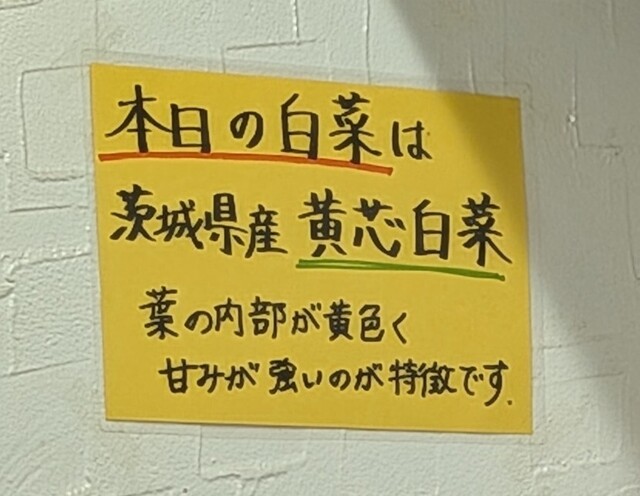 本日の白菜は
茨城県産 黄芯白菜
葉の内部が黄色く
甘みが強いのが特徴です.